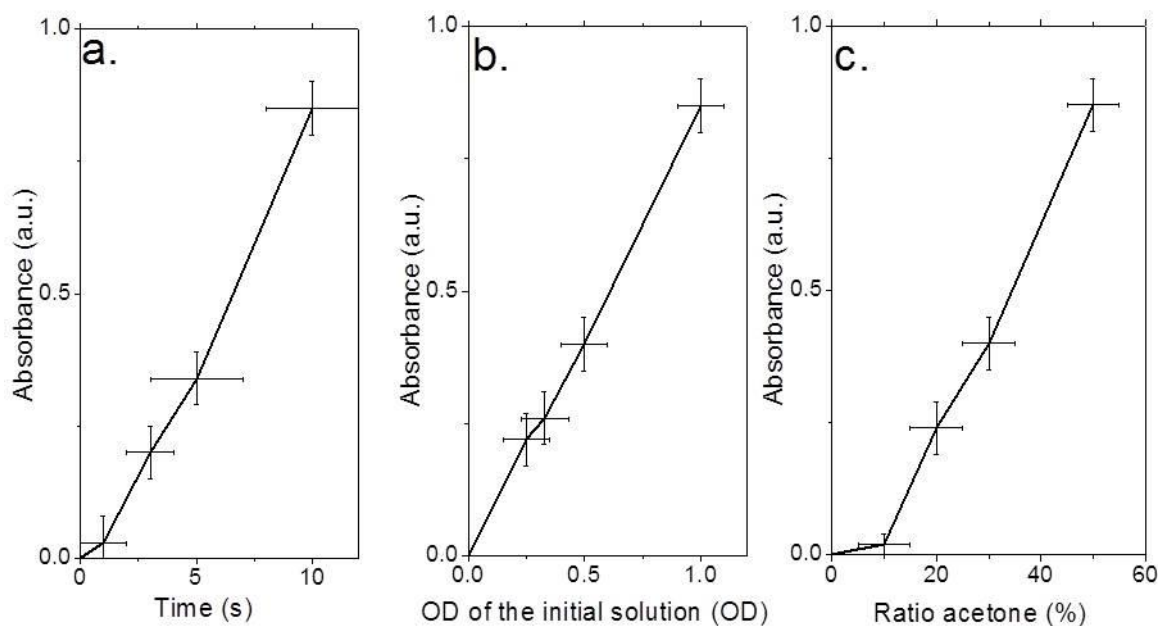 a.
Absorbance (a.u.)
1.0
0.5
0.0
0
5
10
Time (s)
b.
Absorbance (a.u.)
1.0
0.5
0.0
0.0
0.5
1.0
OD of the initial solution (OD)
c.
Absorbance (a.u.)
1.0
0.5
0.0
0
20
40
60
Ratio acetone (%)